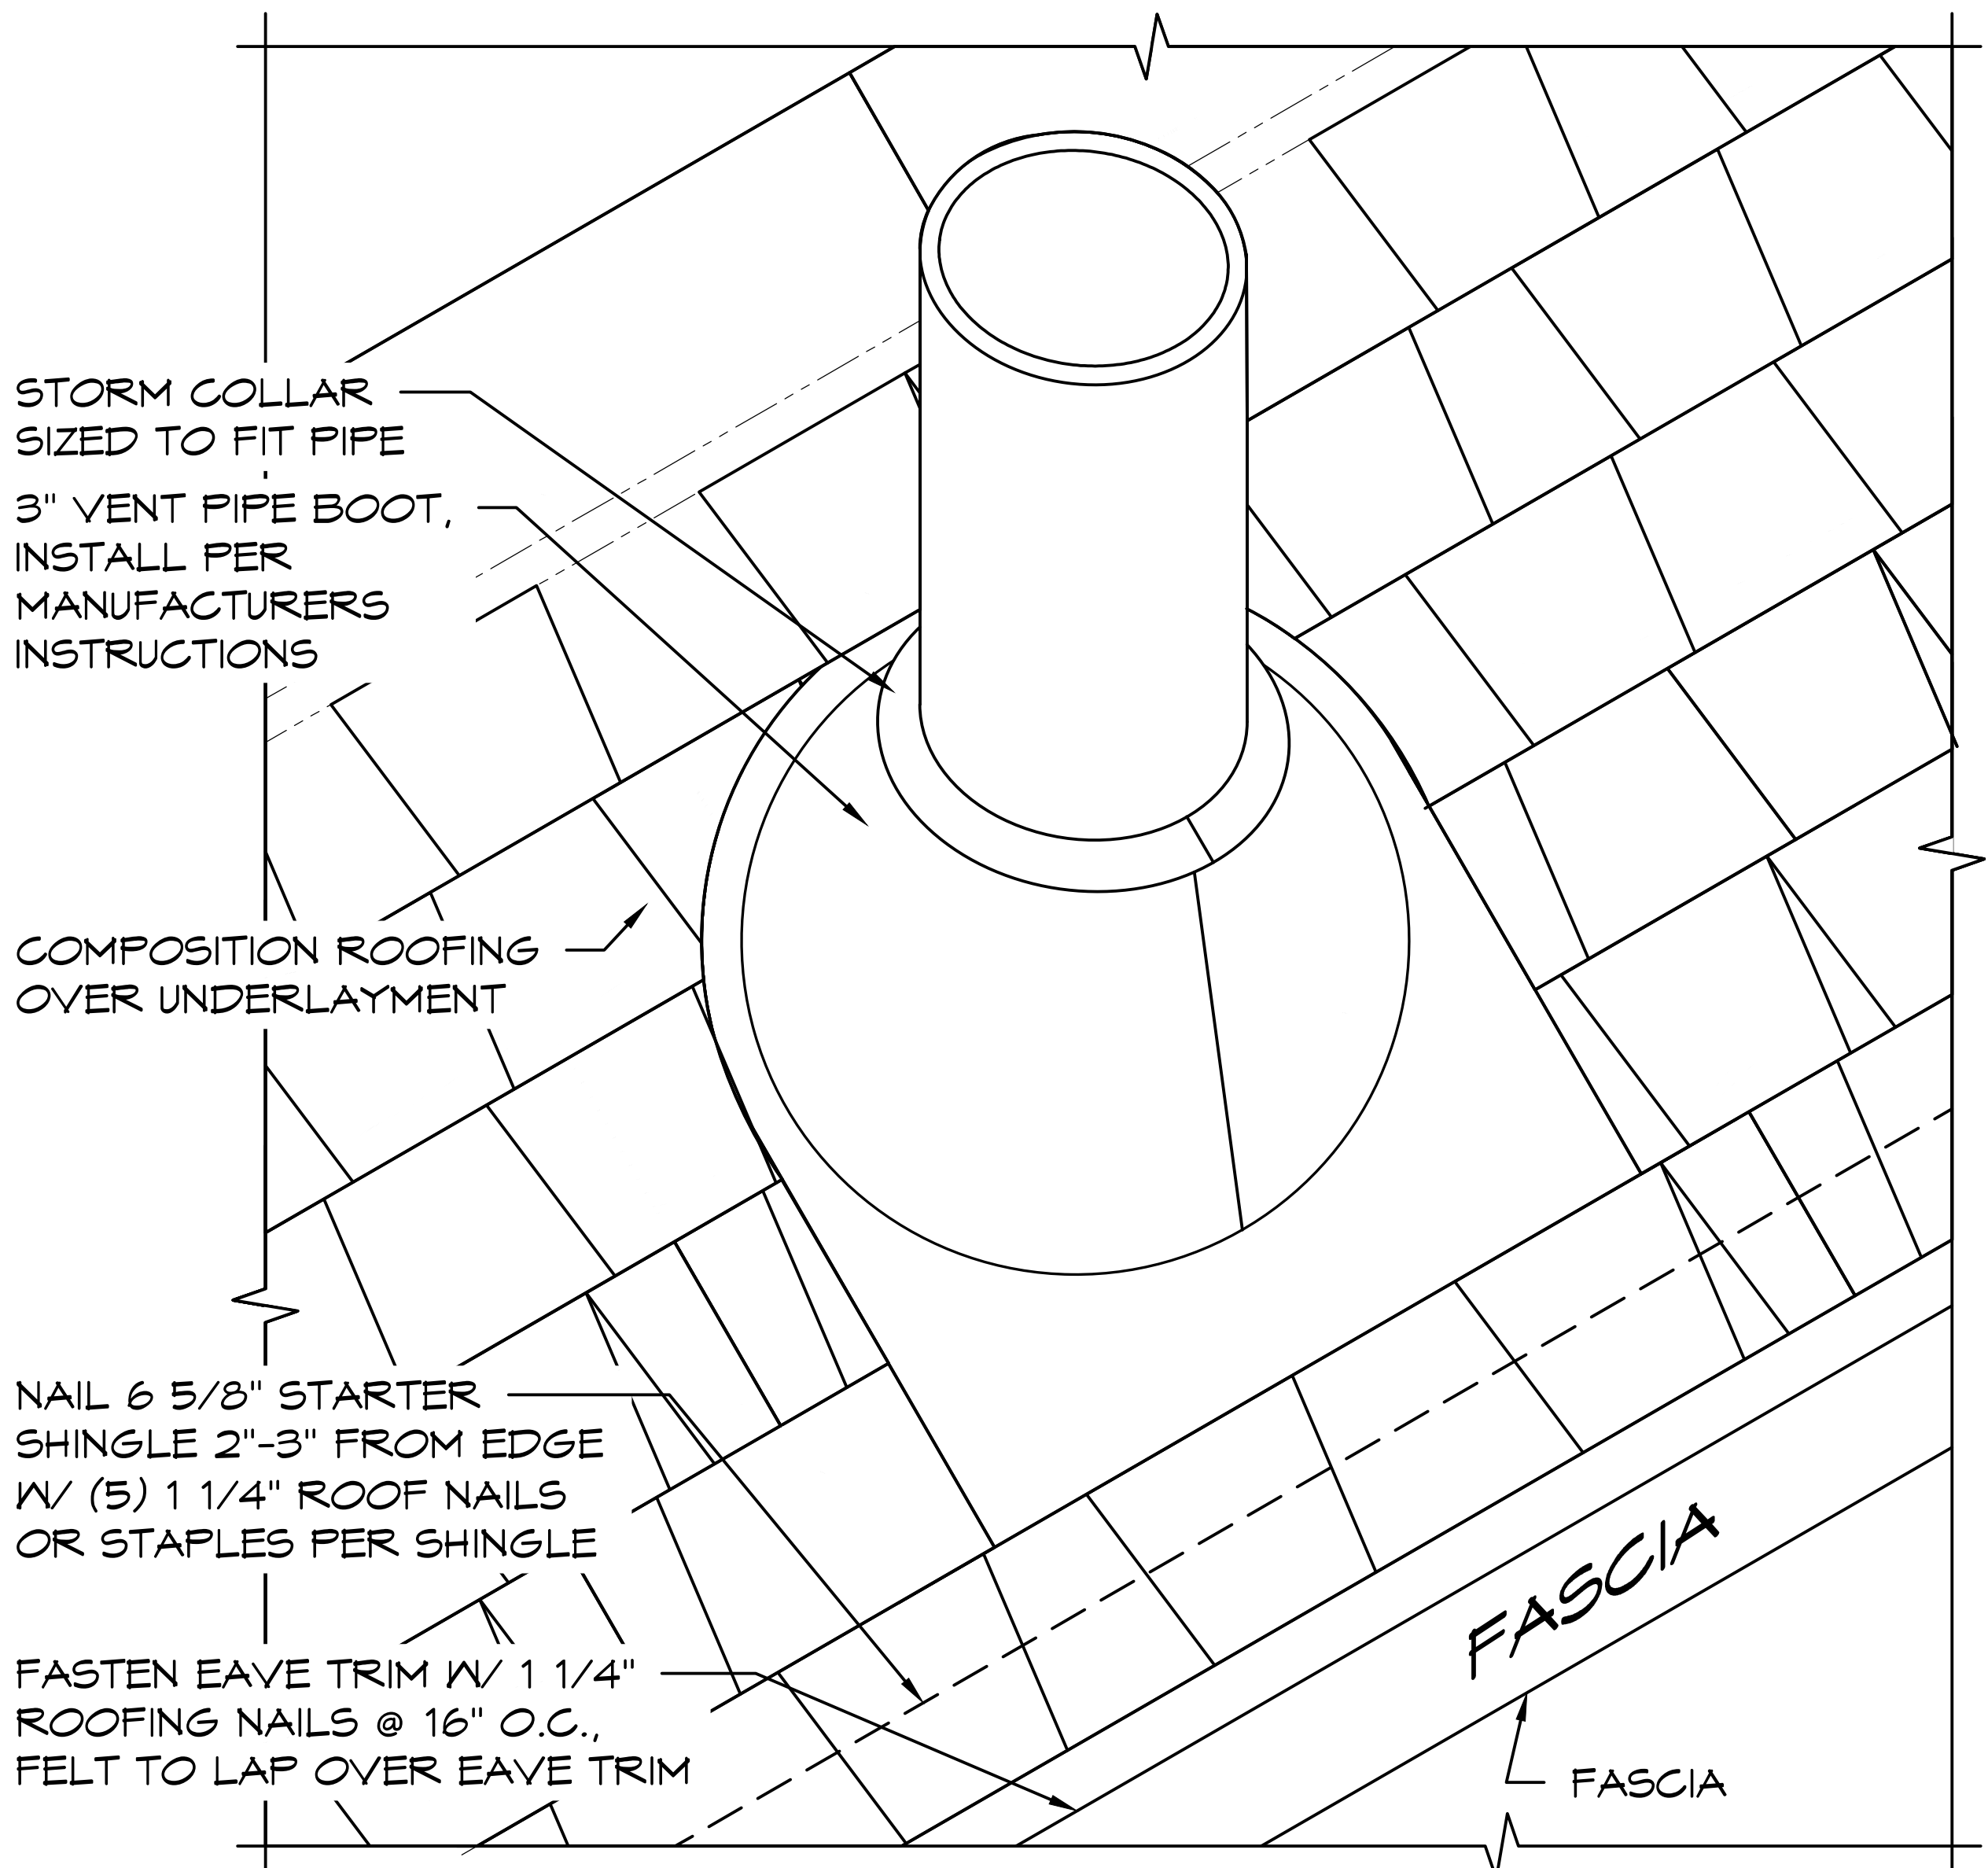 STORM COLLAR
SIZED TO FIT PIPE
3" VENT PIPE BOOT,
INSTALL PER
MANUFACTURERS
INSTRUCTIONS
COMPOSITION ROOFING
OVER UNDERLAYMENT
NAIL 6 5/8" STARTER
SHINGLE 2"-3" FROM EDGE
W/ (5) 1 1/4" ROOF NAILS
OR STAPLES PER SHINGLE
FASCIA
FASTEN EAVE TRIM W/ 1 1/4"
ROOFING NAILS @ 16" O.C.,
FELT TO LAP OVER EAVE TRIM
FASCIA